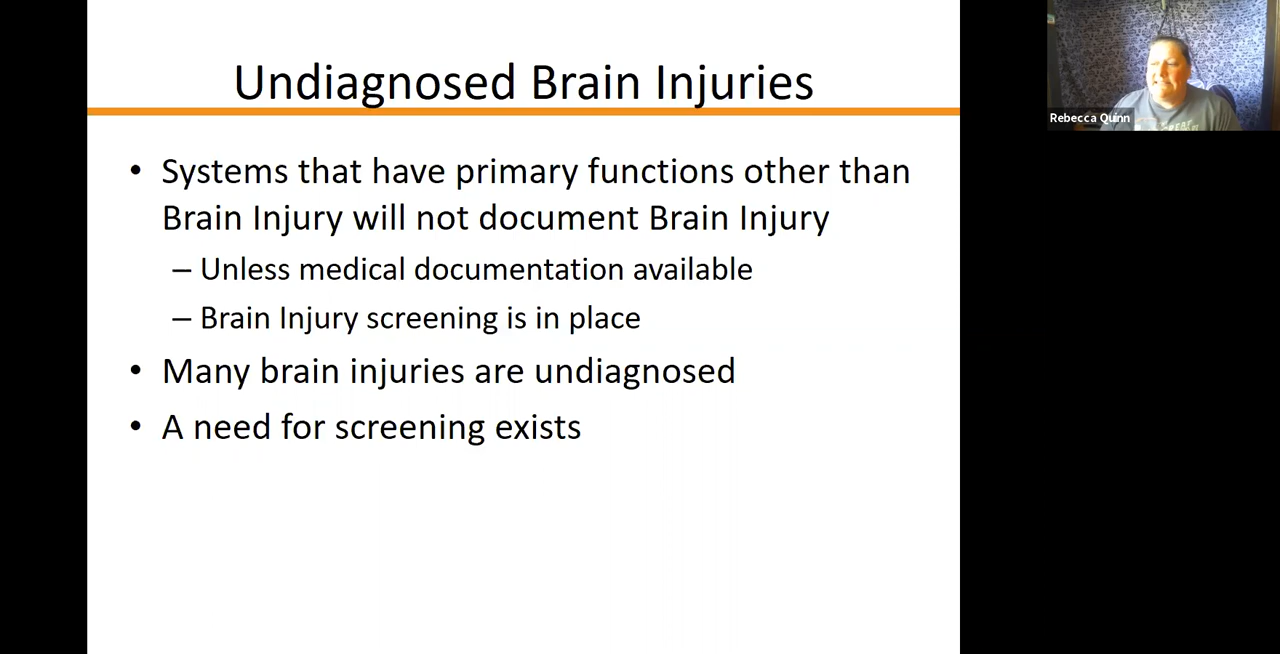 Undiagnosed Brain Injuries
• Systems that have primary functions other than
Brain Injury will not document Brain Injury
– Unless medical documentation available
– Brain Injury screening is in place
• Many brain injuries are undiagnosed
• A need for screening exists
Rebecca Quinn